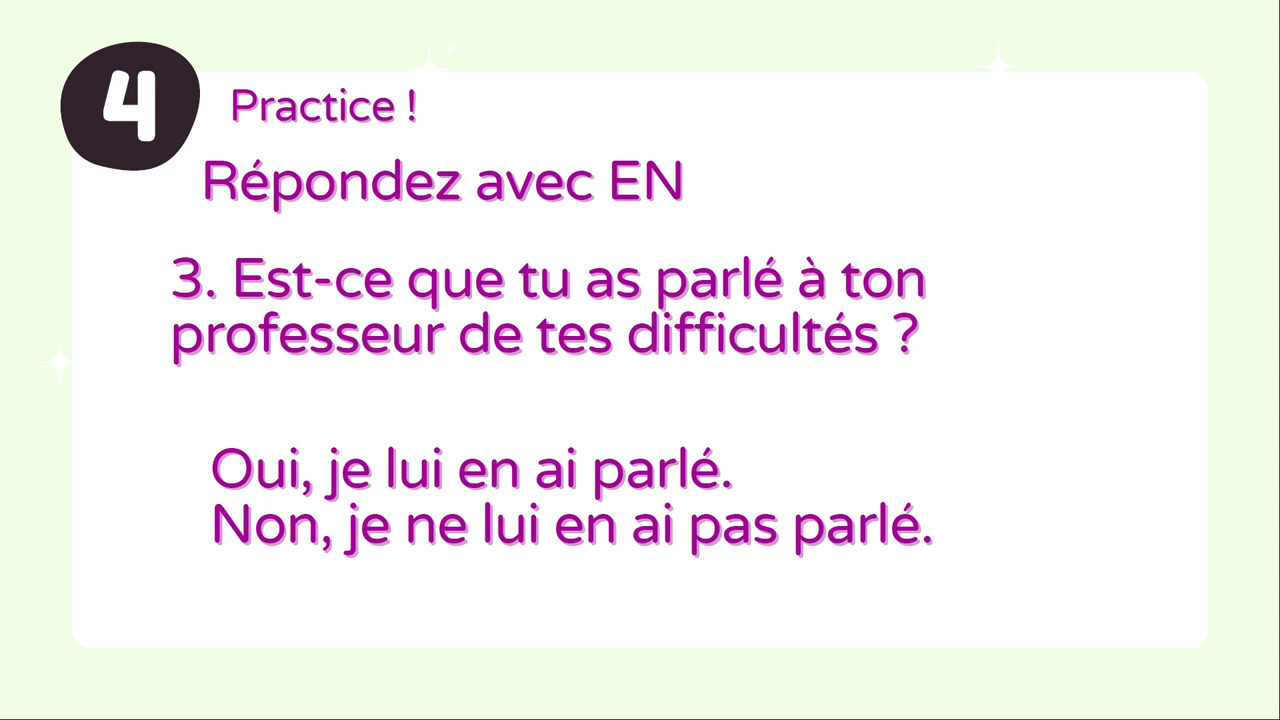 4
Practice !
Répondez avec EN
3. Est-ce que tu as parlé à ton
professeur de tes difficultés ?
Oui, je lui en ai parlé.
Non, je ne lui en ai pas parlé.